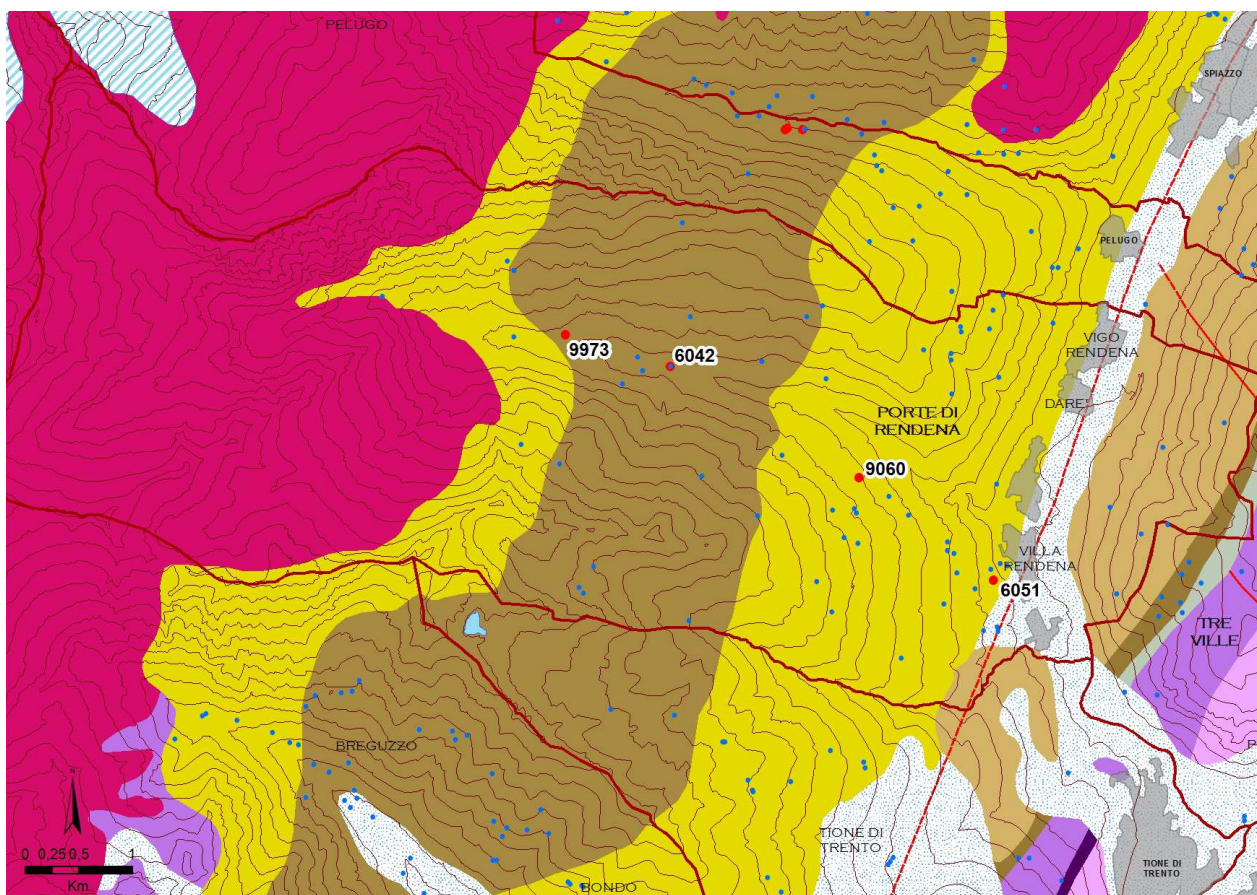 PELUGO
SPIAZZO
PELUGO
9973
6042
VIGO
RENDENA
DARE'
PORTE DI
RENDENA
9060
VILLA
RENDENA
6051
TRE
VILLE
BREGUZZO
P
N
0 0,25 0,5 1
Km
TIONE DI
TRENTO
TIONE DI
TRENTO
BONDO